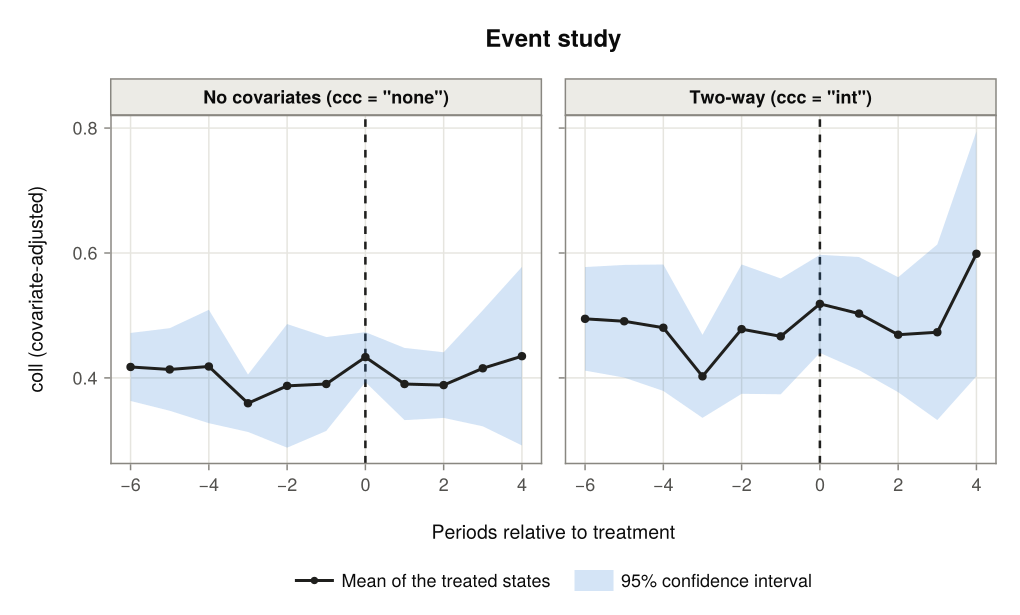 Event study
No covariates (ccc = "none")
Two-way (ccc = "int")
coll (covariate-adjusted)
0.8
0.6
0.4
−6 −4 −2 0 2 4
−6 −4 −2 0 2 4
Periods relative to treatment
Mean of the treated states
95% confidence interval